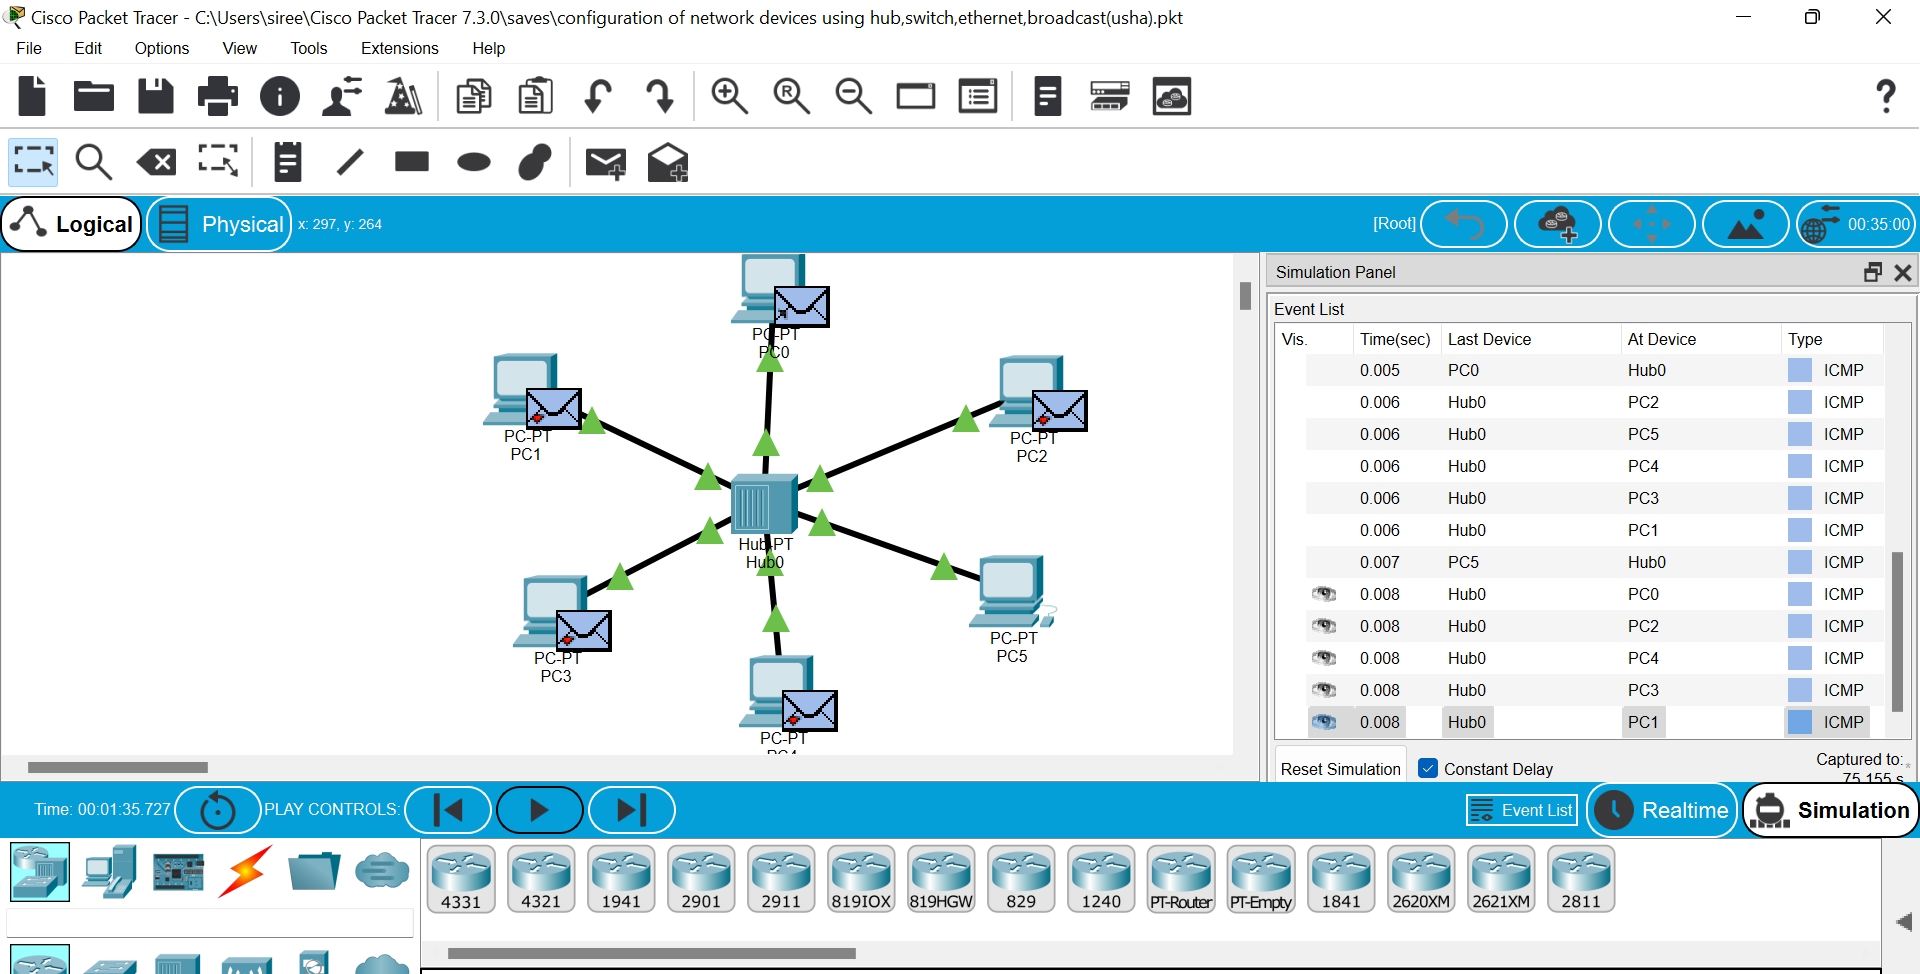 Cisco Packet Tracer - C:\Users\siree\Cisco Packet Tracer 7.3.0\saves\configuration of network devices using hub,switch,ethernet,broadcast(usha).pkt
File Edit Options View Tools Extensions Help
R
?
Logical Physical x: 297, y: 264 [Root] 00:35:00
Simulation Panel
Event List
Vis. Time(sec) Last Device At Device Type
0.005 PC0 Hub0 ICMP
0.006 Hub0 PC2 ICMP
0.006 Hub0 PC5 ICMP
0.006 Hub0 PC4 ICMP
0.006 Hub0 PC3 ICMP
0.006 Hub0 PC1 ICMP
0.007 PC5 Hub0 ICMP
0.008 Hub0 PC0 ICMP
0.008 Hub0 PC2 ICMP
0.008 Hub0 PC4 ICMP
0.008 Hub0 PC3 ICMP
0.008 Hub0 PC1 ICMP
Reset Simulation Constant Delay Captured to:*
75.155 s
PC-PT
PC0
PC-PT
PC1
PC-PT
PC2
Hub-PT
Hub0
PC-PT
PC3
PC-PT
PC5
PC-PT
PC4
Time: 00:01:35.727 PLAY CONTROLS: Event List Realtime Simulation
4331 4321 1941 2901 2911 819IOX 819HGW 829 1240 PT-Router PT-Empty 1841 2620XM 2621XM 2811